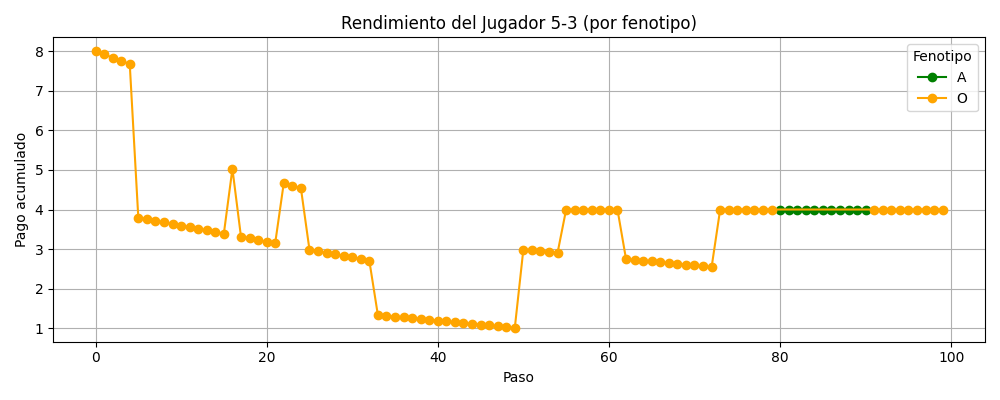 Rendimiento del Jugador 5-3 (por fenotipo)
Pago acumulado
8
7
6
5
4
3
2
1
Fenotipo
A
O
0 20 40 60 80 100
Paso